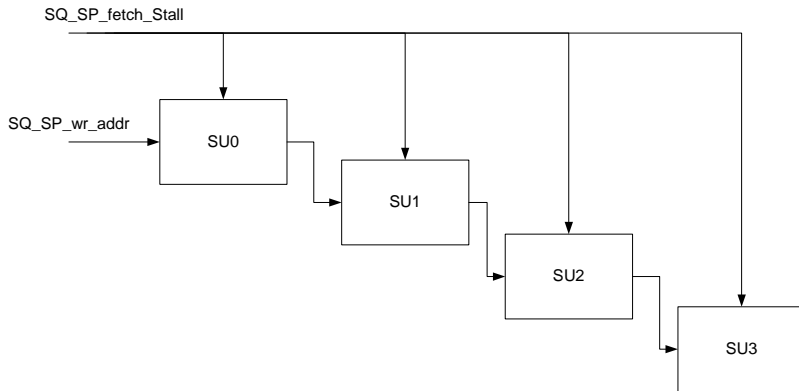 SQ_SP_fetch_Stall
SQ_SP_wr_addr
SU0
SU1
SU2
SU3